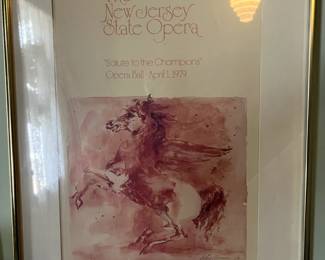 New Jersey
State Opera
"Salute to the Champions"
Opera Ball · April 1, 1979